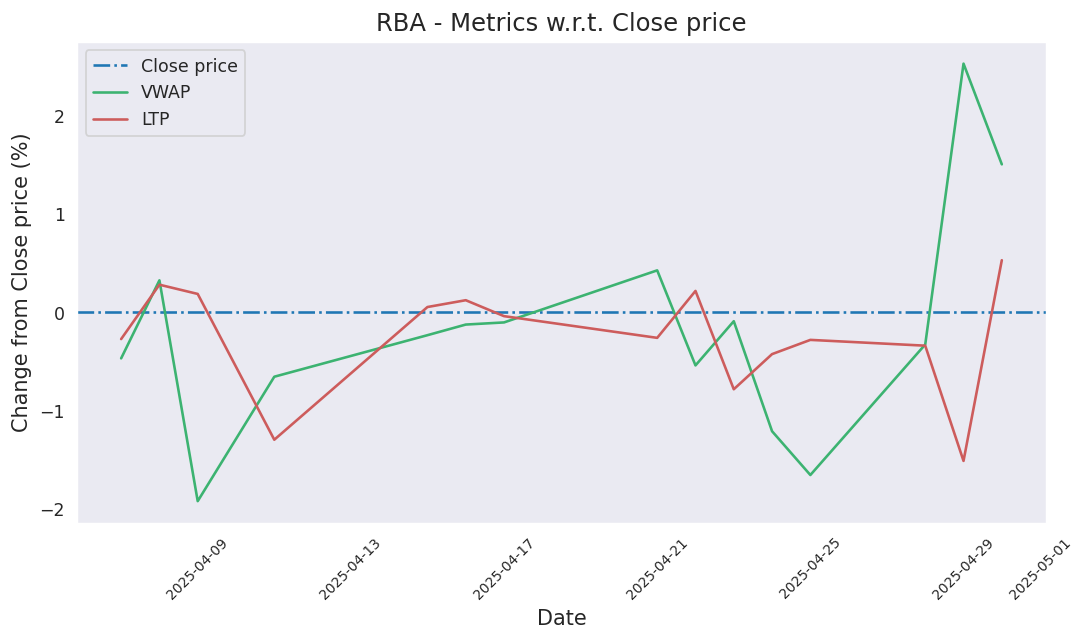 RBA - Metrics w.r.t. Close price
Close price
VWAP
LTP
Change from Close price (%)
2
1
0
−1
−2
2025-04-09
2025-04-13
2025-04-17
2025-04-21
2025-04-25
2025-04-29
2025-05-01
Date